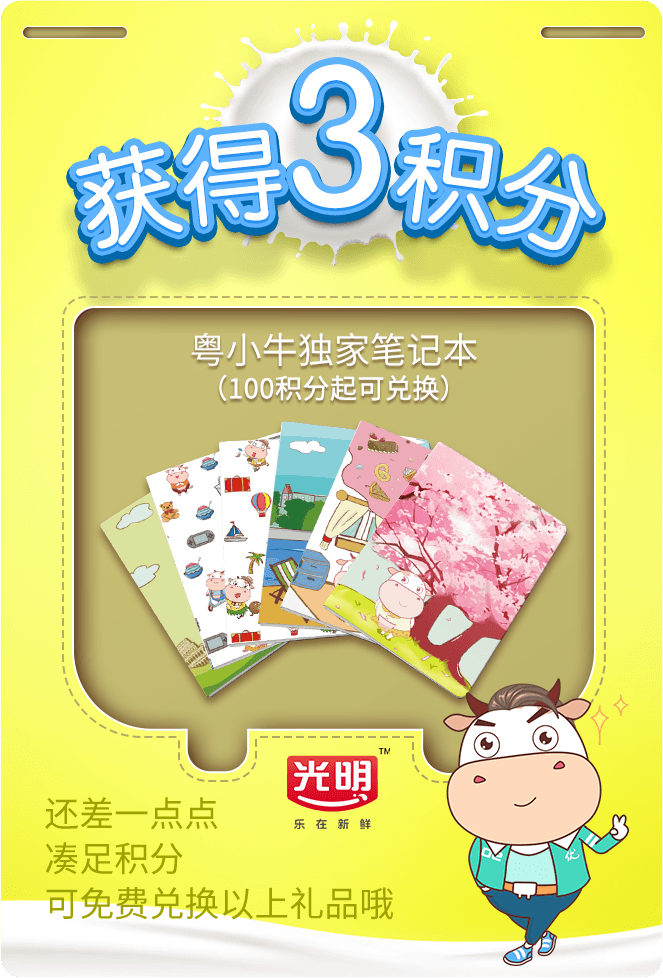 获得3积分
粤小牛独家笔记本
（100积分起可兑换）
光明
TM
乐在新鲜
还差一点点
凑足积分
可免费兑换以上礼品哦
优